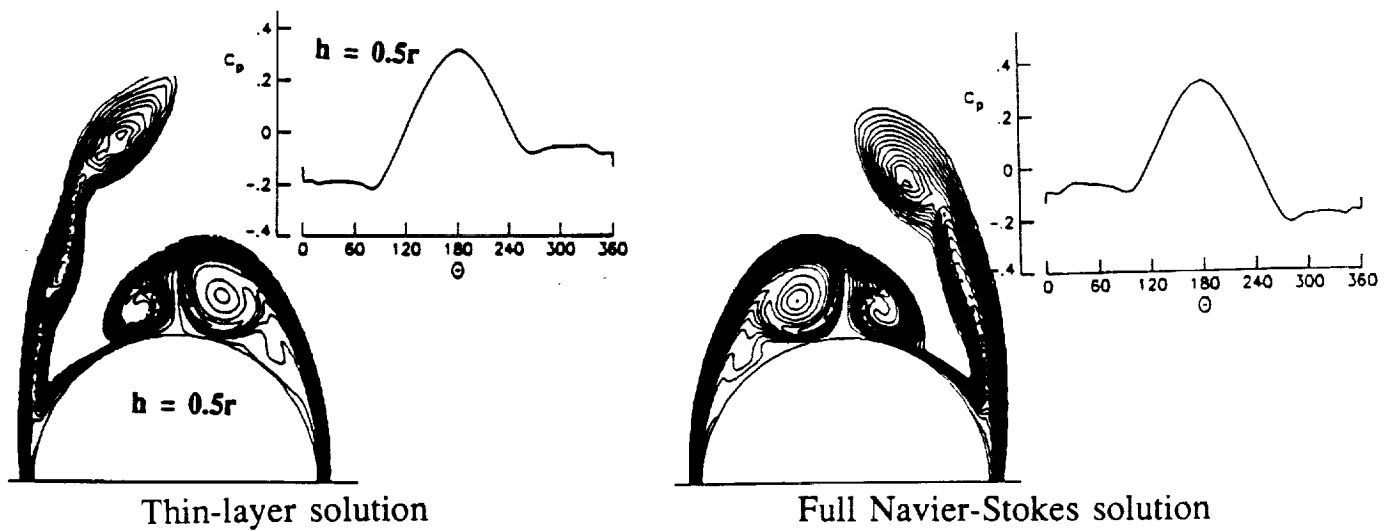 .4
C_p
h = 0.5r
.2
0
-.2
-.4
0 60 120 180 240 300 360
Θ
h = 0.5r
Thin-layer solution
.4
C_p
.2
0
-.2
-.4
0 60 120 180 240 300 360
Θ
Full Navier-Stokes solution